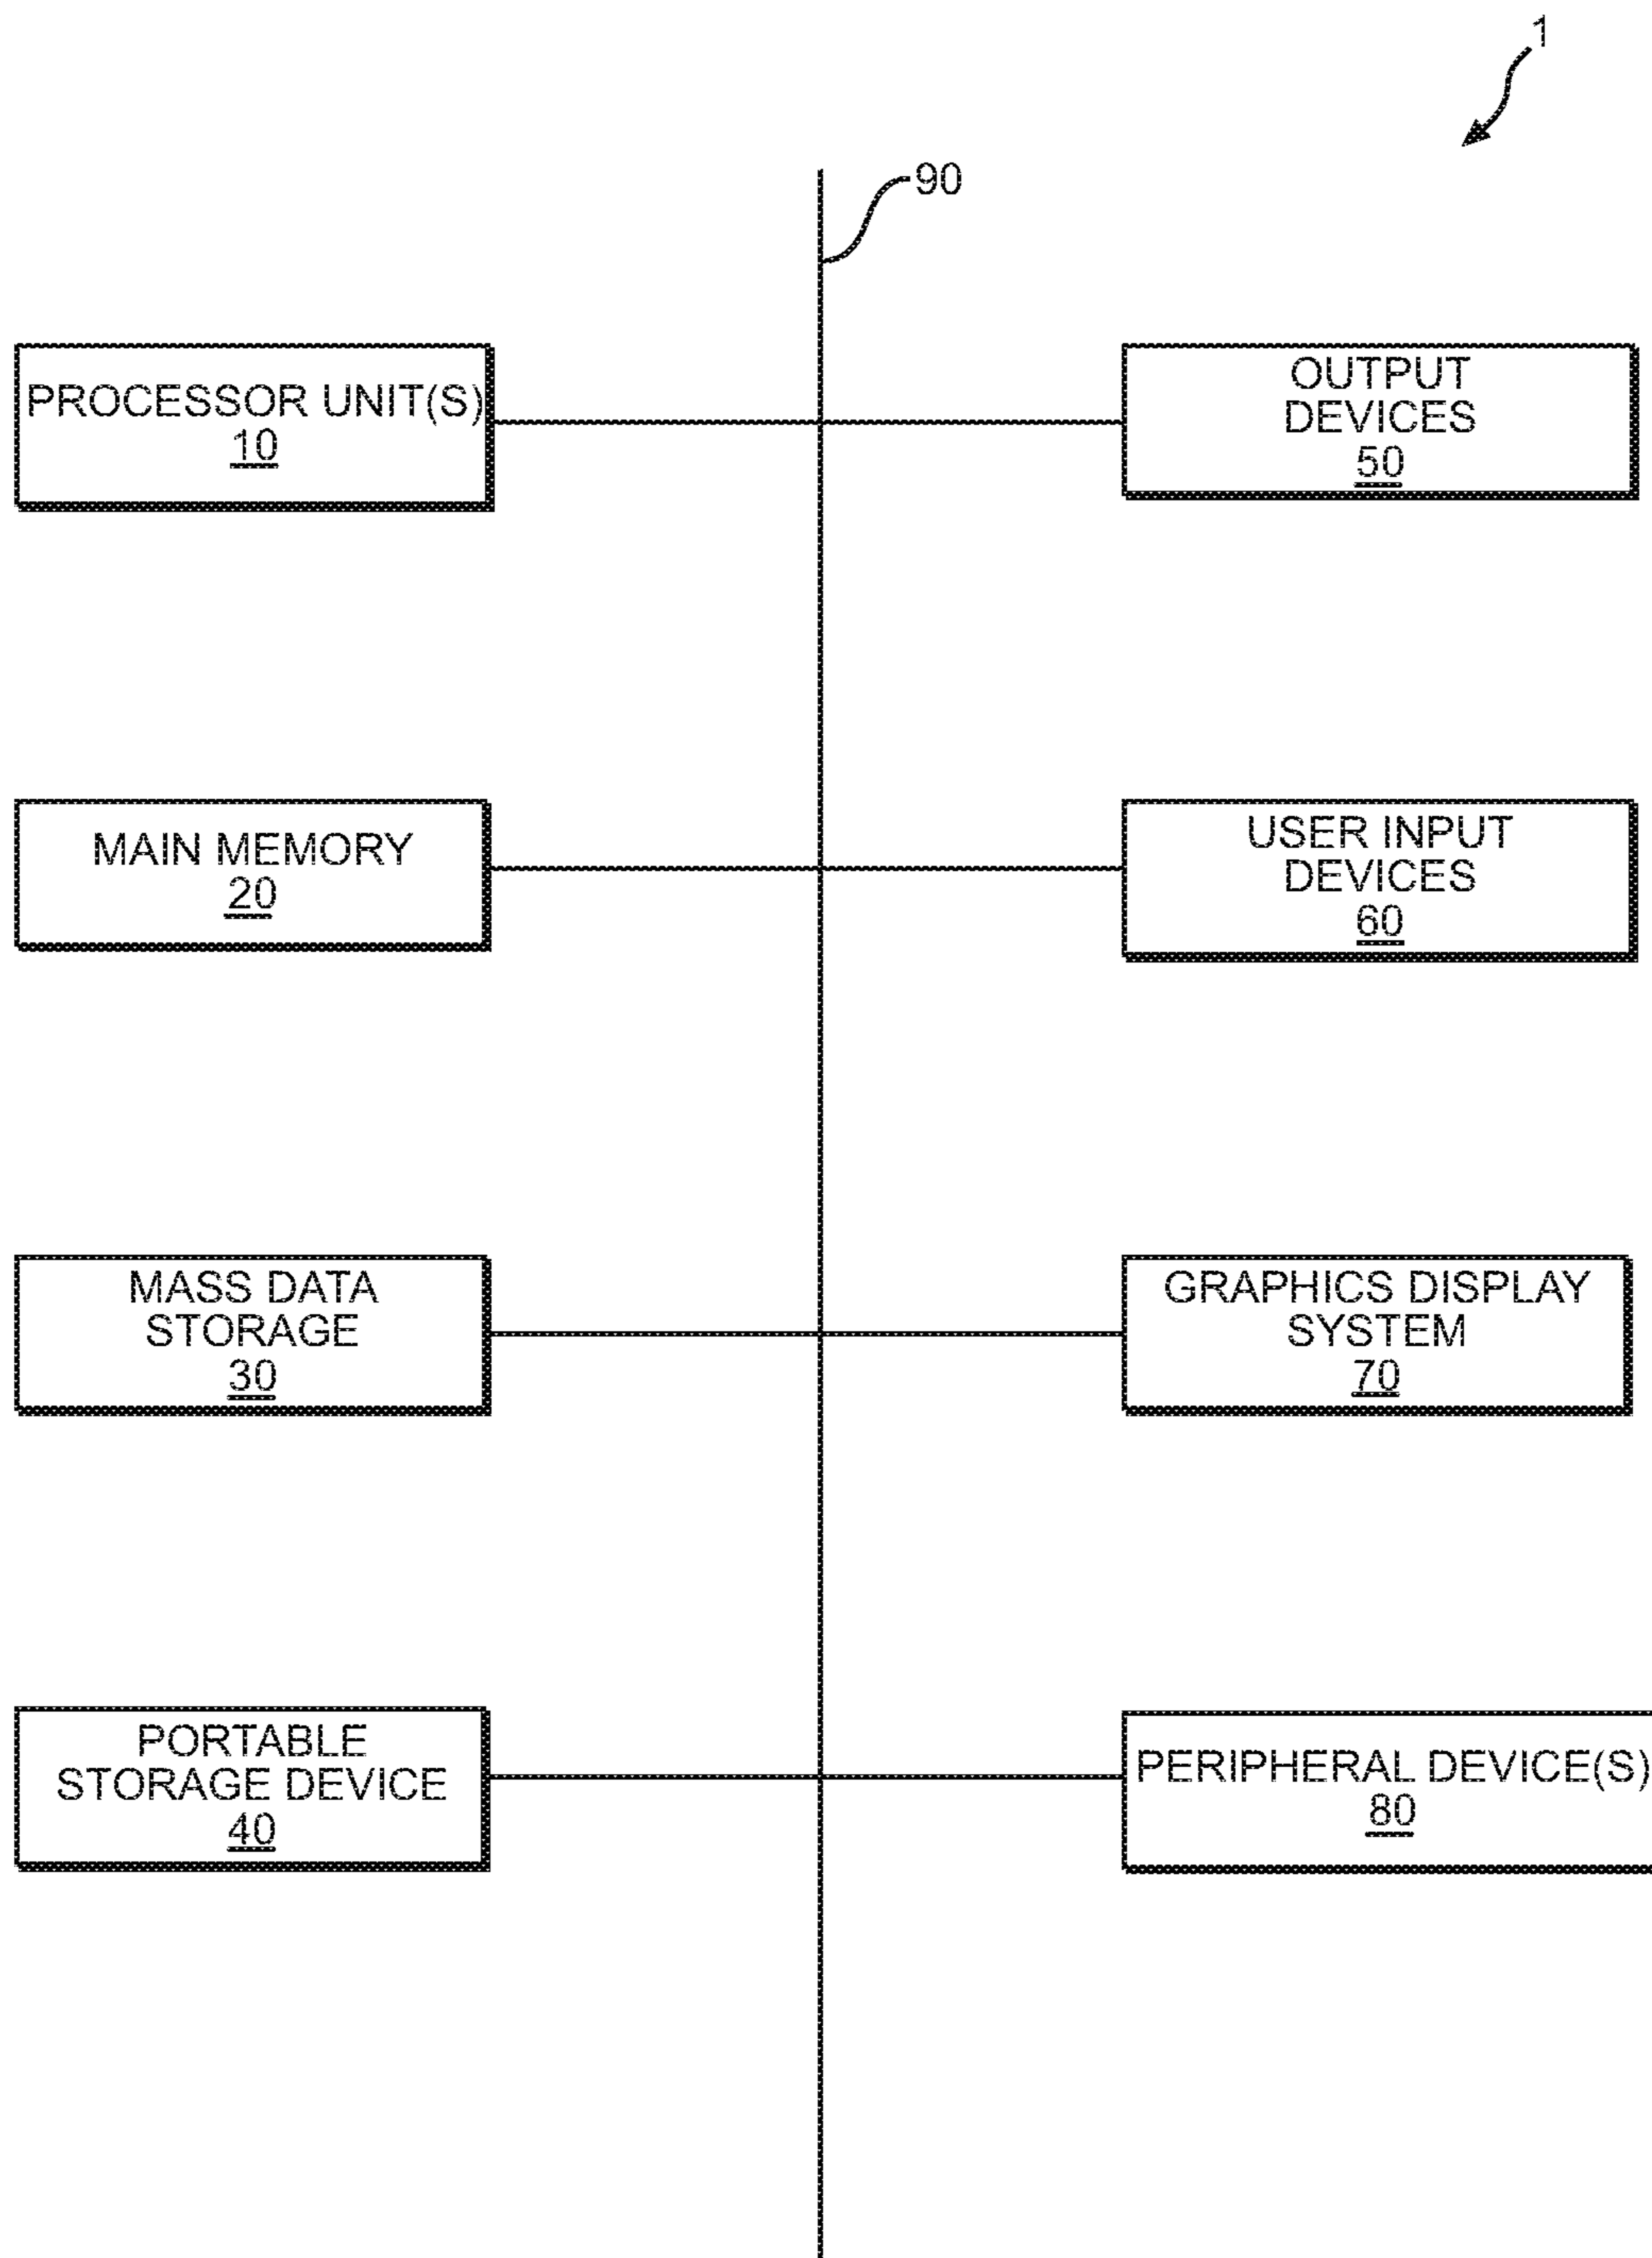 1
90
PROCESSOR UNIT(S)
10
OUTPUT
DEVICES
50
MAIN MEMORY
20
USER INPUT
DEVICES
60
MASS DATA
STORAGE
30
GRAPHICS DISPLAY
SYSTEM
70
PORTABLE
STORAGE DEVICE
40
PERIPHERAL DEVICE(S)
80